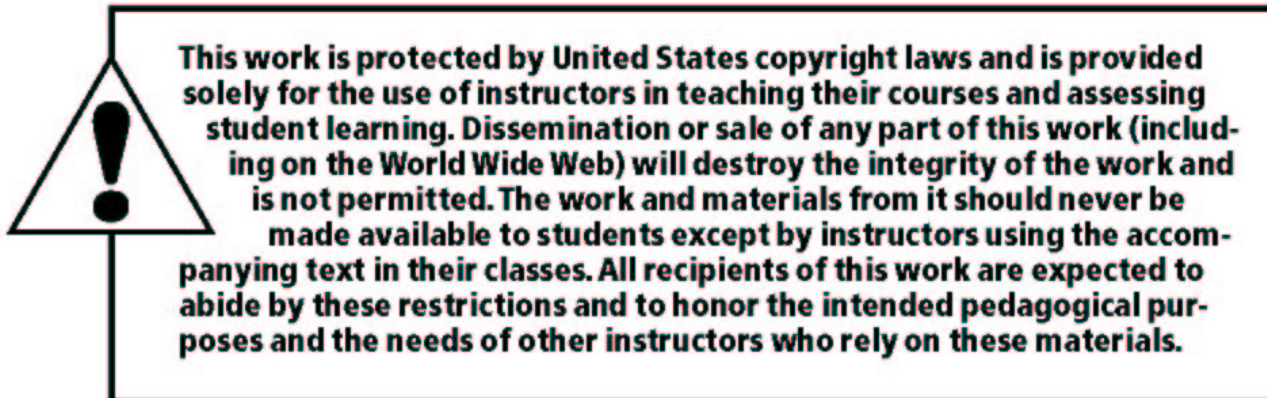 This work is protected by United States copyright laws and is provided
solely for the use of instructors in teaching their courses and assessing
student learning. Dissemination or sale of any part of this work (includ-
ing on the World Wide Web) will destroy the integrity of the work and
is not permitted. The work and materials from it should never be
made available to students except by instructors using the accom-
panying text in their classes. All recipients of this work are expected to
abide by these restrictions and to honor the intended pedagogical pur-
poses and the needs of other instructors who rely on these materials.